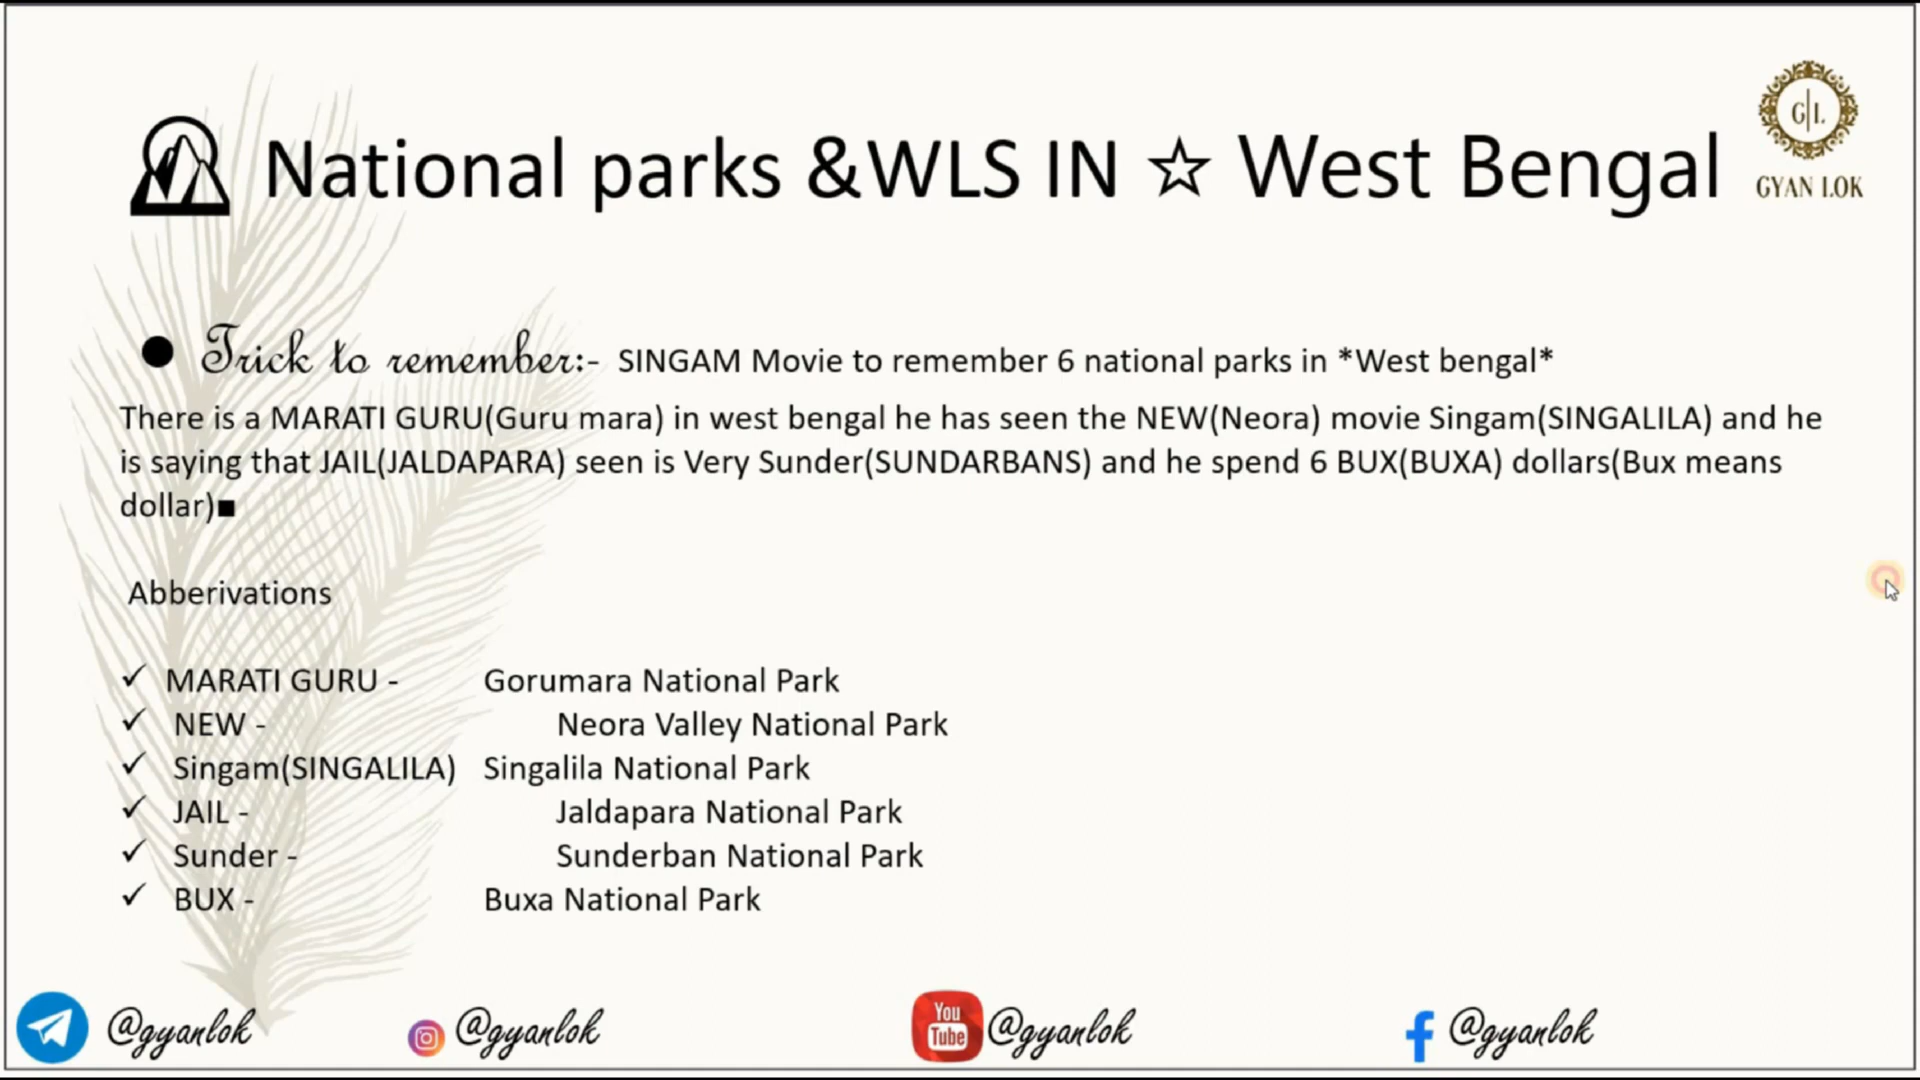 National parks &WLS IN ☆ West Bengal
G|L
GYAN LOK
● Trick to remember:- SINGAM Movie to remember 6 national parks in *West bengal*
There is a MARATI GURU(Guru mara) in west bengal he has seen the NEW(Neora) movie Singam(SINGALILA) and he
is saying that JAIL(JALDAPARA) seen is Very Sunder(SUNDARBANS) and he spend 6 BUX(BUXA) dollars(Bux means
dollar)■
Abberivations
✓ MARATI GURU - Gorumara National Park
✓ NEW - Neora Valley National Park
✓ Singam(SINGALILA) Singalila National Park
✓ JAIL - Jaldapara National Park
✓ Sunder - Sunderban National Park
✓ BUX - Buxa National Park
@gyanlok @gyanlok You Tube @gyanlok @gyanlok